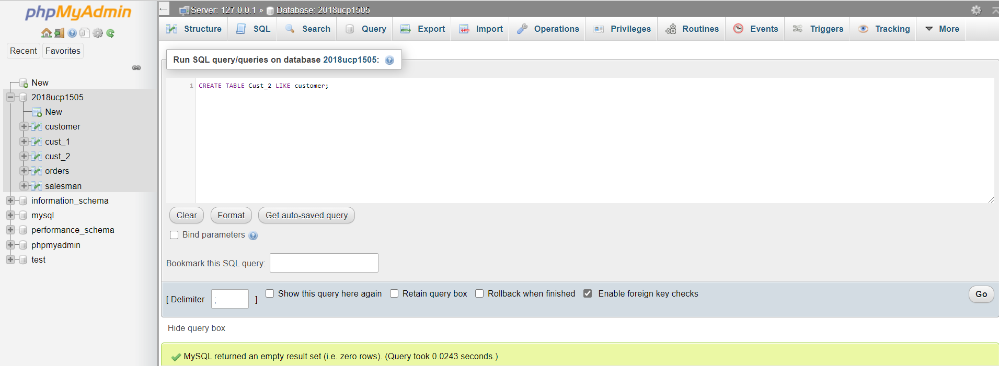 phpMyAdmin
Recent Favorites
New
2018ucp1505
New
customer
cust_1
cust_2
orders
salesman
information_schema
mysql
performance_schema
phpmyadmin
test
Server: 127.0.0.1 » Database: 2018ucp1505
Structure SQL Search Query Export Import Operations Privileges Routines Events Triggers Tracking More
Run SQL query/queries on database 2018ucp1505:
1 CREATE TABLE Cust_2 LIKE customer;
Clear Format Get auto-saved query
Bind parameters
Bookmark this SQL query:
[ Delimiter ; ] Show this query here again Retain query box Rollback when finished Enable foreign key checks Go
Hide query box
MySQL returned an empty result set (i.e. zero rows). (Query took 0.0243 seconds.)